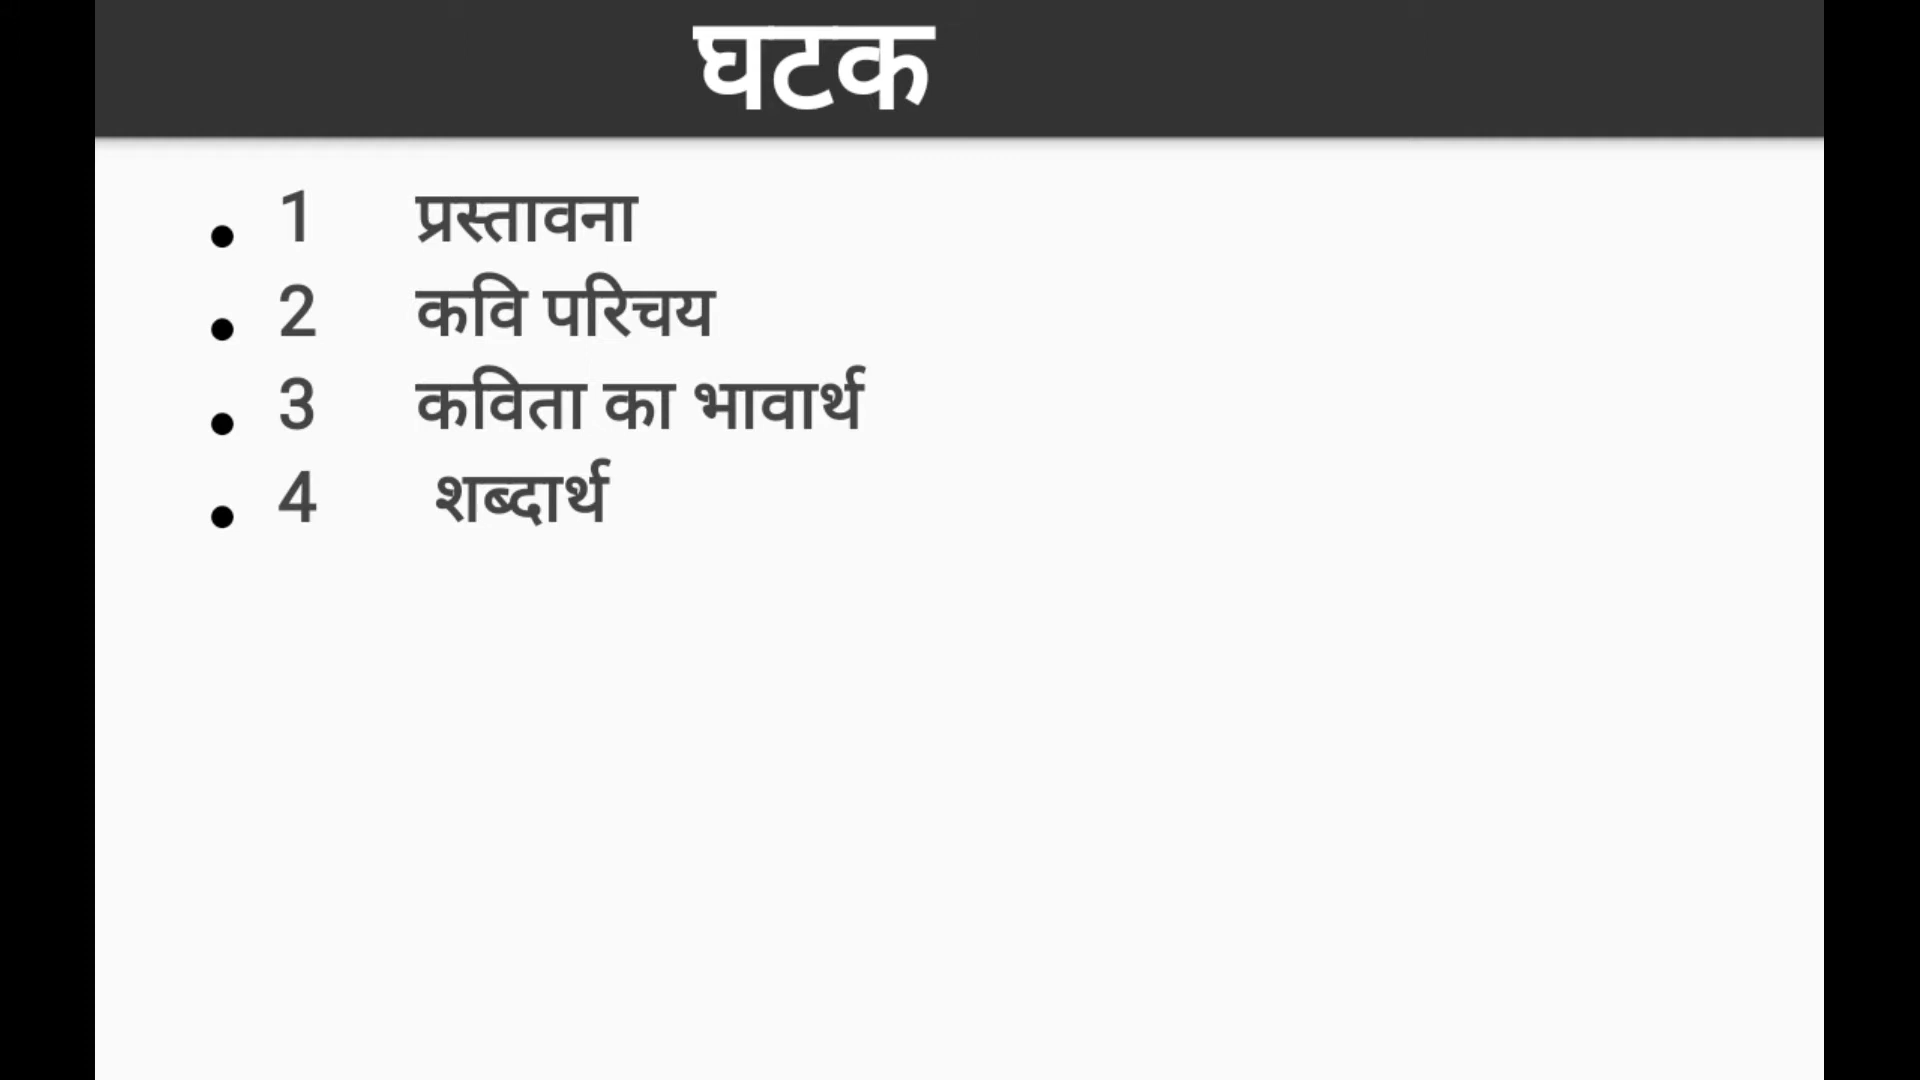 घटक
• 1 प्रस्तावना
• 2 कवि परिचय
• 3 कविता का भावार्थ
• 4 शब्दार्थ